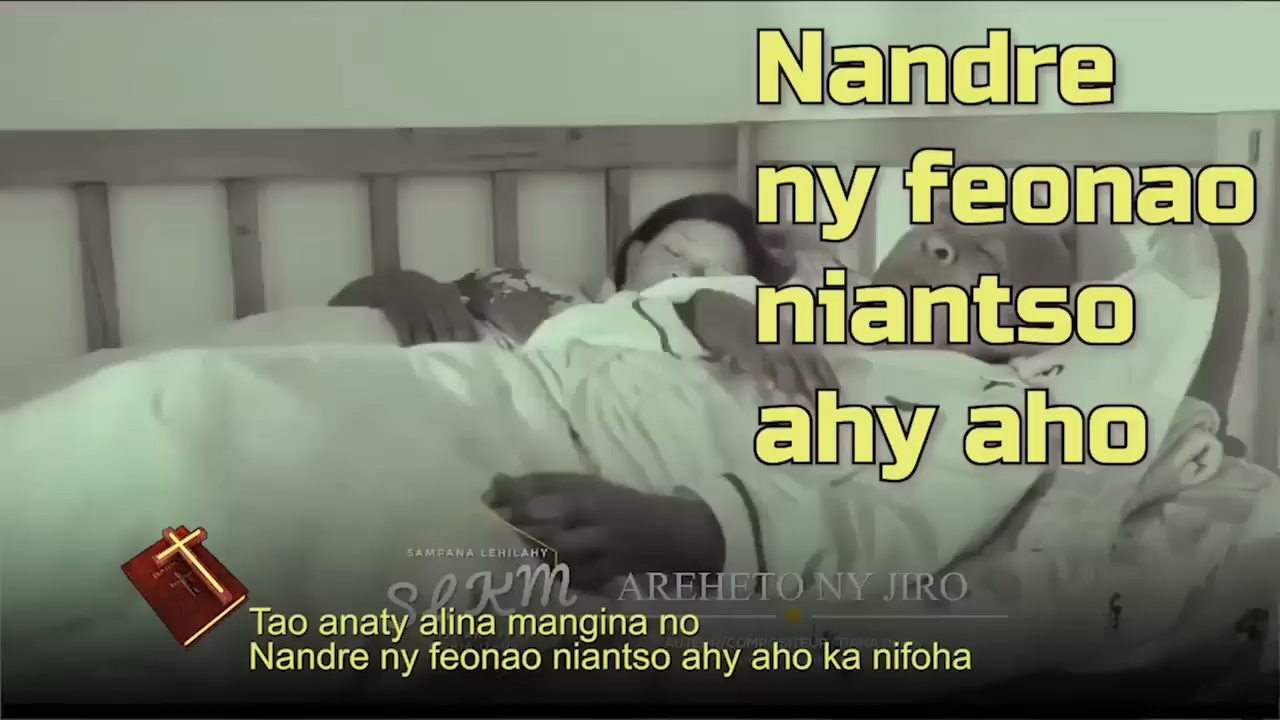 Nandre
ny feonao
niantso
ahy aho
SAMPANA LEHILAHY
SLKM
AREHETO NY JIRO
Tao anaty alina mangina no
Nandre ny feonao niantso ahy aho ka nifoha